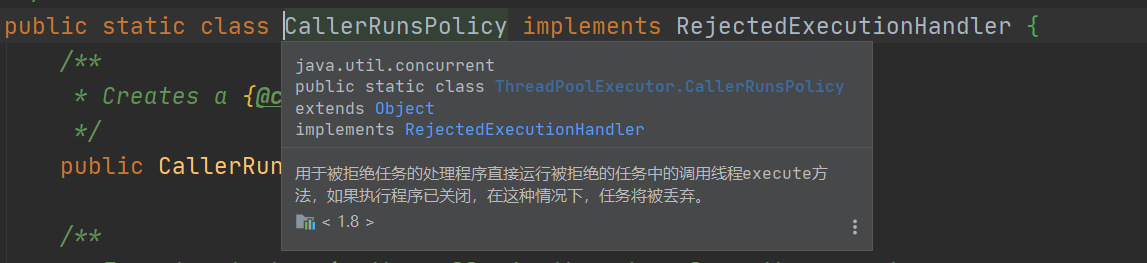 public static class CallerRunsPolicy implements RejectedExecutionHandler {
/**
java.util.concurrent
public static class ThreadPoolExecutor.CallerRunsPolicy
* Creates a {@c
extends Object
*/
implements RejectedExecutionHandler
public CallerRun
用于被拒绝任务的处理程序直接运行被拒绝的任务中的调用线程execute方
法，如果执行程序已关闭，在这种情况下，任务将被丢弃。
< 1.8 >
/**